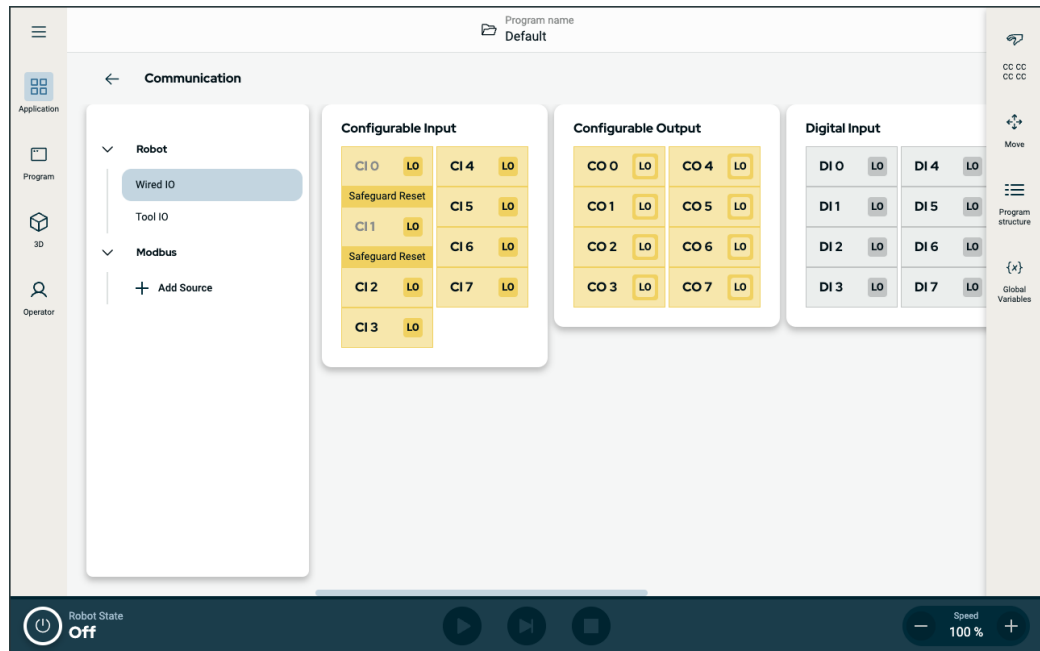 Program name
Default
Application
Program
3D
Operator
Communication
Robot
Wired IO
Tool IO
Modbus
Add Source
Configurable Input
CI 0 LO CI 4 LO
Safeguard Reset
CI 5 LO
CI 1 LO
CI 6 LO
Safeguard Reset
CI 2 LO CI 7 LO
CI 3 LO
Configurable Output
CO 0 LO CO 4 LO
CO 1 LO CO 5 LO
CO 2 LO CO 6 LO
CO 3 LO CO 7 LO
Digital Input
DI 0 LO DI 4 LO
DI 1 LO DI 5 LO
DI 2 LO DI 6 LO
DI 3 LO DI 7 LO
CC CC
CC CC
Move
Program
structure
{x}
Global
Variables
Robot State
Off
Speed
100 %